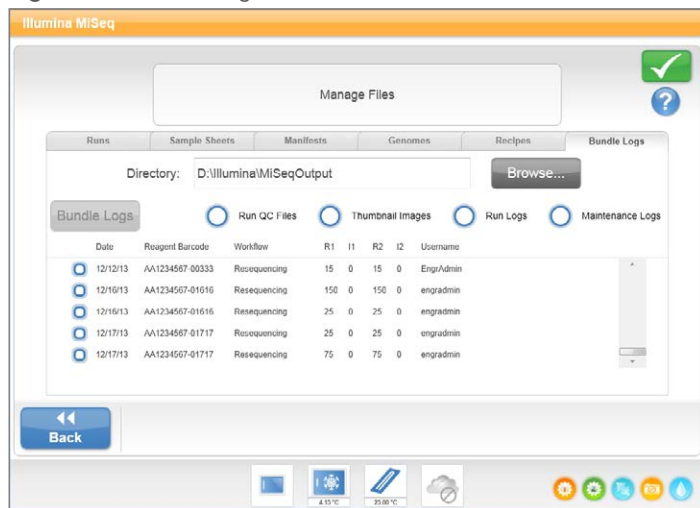 Illumina MiSeq
Manage Files
Runs Sample Sheets Manifests Genomes Recipes Bundle Logs
Directory: D:\Illumina\MiSeqOutput Browse...
Bundle Logs Run QC Files Thumbnail Images Run Logs Maintenance Logs
Date Reagent Barcode Workflow R1 I1 R2 I2 Username
12/12/13 AA1234567-00333 Resequencing 15 0 15 0 EngrAdmin
12/16/13 AA1234567-01616 Resequencing 150 0 150 0 engradmin
12/16/13 AA1234567-01616 Resequencing 25 0 25 0 engradmin
12/17/13 AA1234567-01717 Resequencing 25 0 25 0 engradmin
12/17/13 AA1234567-01717 Resequencing 75 0 75 0 engradmin
Back